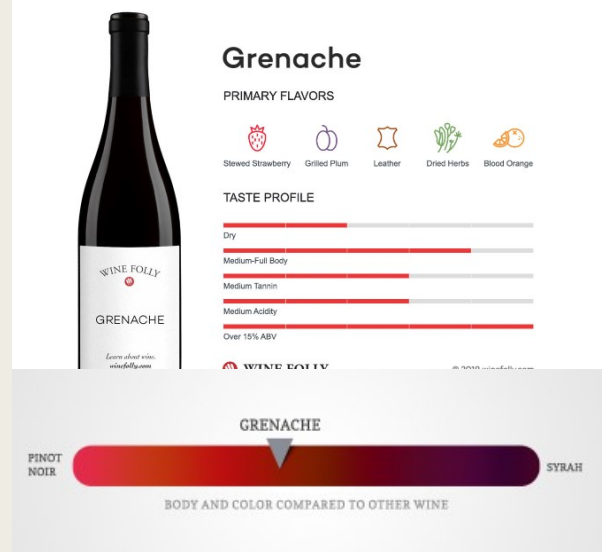 Grenache
PRIMARY FLAVORS
Stewed Strawberry Grilled Plum Leather Dried Herbs Blood Orange
TASTE PROFILE
Dry
Medium-Full Body
Medium Tannin
Medium Acidity
Over 15% ABV
WINE FOLLY
GRENACHE
Learn about wine.
winefolly.com
WINE FOLLY © 2019 winefolly.com
GRENACHE
PINOT
NOIR
SYRAH
BODY AND COLOR COMPARED TO OTHER WINE